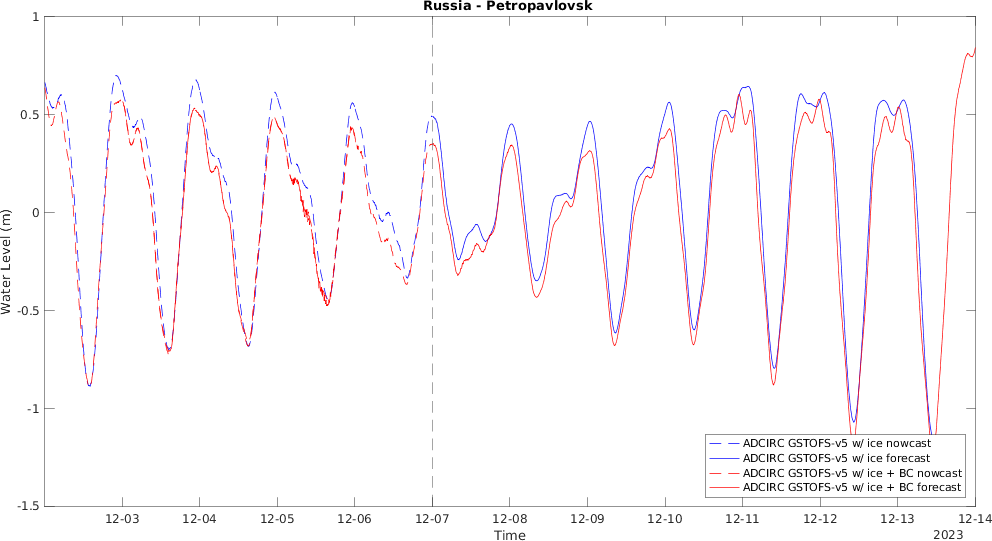 Russia - Petropavlovsk
1
0.5
0
-0.5
-1
-1.5
Water Level (m)
ADCIRC GSTOFS-v5 w/ ice nowcast
ADCIRC GSTOFS-v5 w/ ice forecast
ADCIRC GSTOFS-v5 w/ ice + BC nowcast
ADCIRC GSTOFS-v5 w/ ice + BC forecast
12-03 12-04 12-05 12-06 12-07 12-08 12-09 12-10 12-11 12-12 12-13 12-14
Time
2023